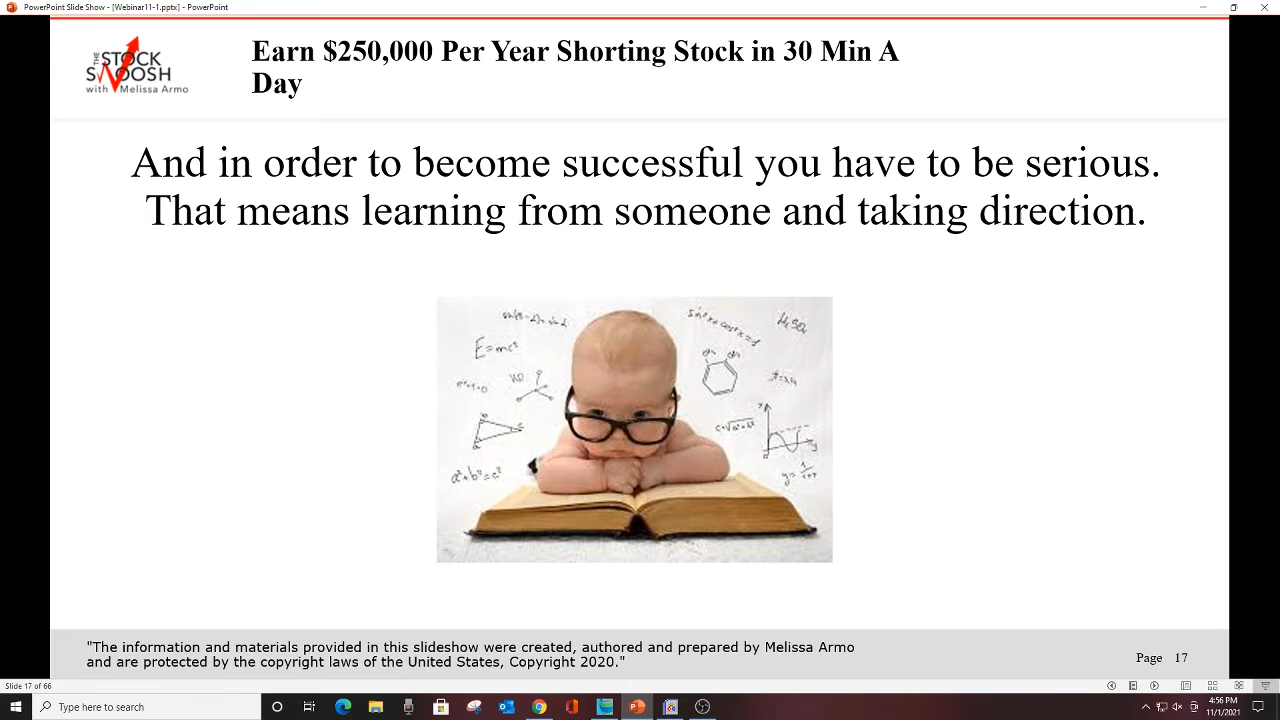 PowerPoint Slide Show - [Webinar11-1.pptx] - PowerPoint
THE
STOCK
SWOOSH
with Melissa Armo
Earn $250,000 Per Year Shorting Stock in 30 Min A
Day
And in order to become successful you have to be serious.
That means learning from someone and taking direction.
E=mc²
a²+b²=c²
"The information and materials provided in this slideshow were created, authored and prepared by Melissa Armo
and are protected by the copyright laws of the United States, Copyright 2020."
Page 17
Slide 17 of 66
Type here to search
4:56 PM
11/1/2021